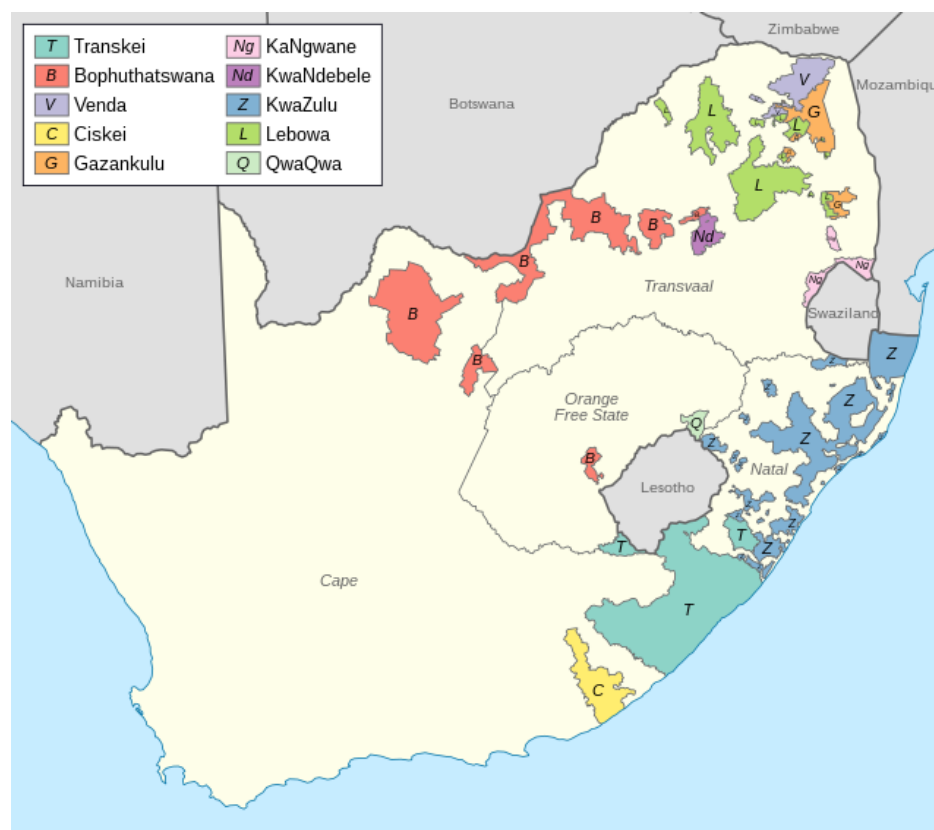 T Transkei
B Bophuthatswana
V Venda
C Ciskei
G Gazankulu
Ng KaNgwane
Nd KwaNdebele
Z KwaZulu
L Lebowa
Q QwaQwa
Zimbabwe
Botswana
Mozambiqu
Namibia
V
G
L
L
L
L
G
B
B
Nd
B
B
B
Ng
Ng
Transvaal
Swaziland
Z
Z
Z
Orange
Free State
Q
Z
Z
B
Natal
Lesotho
Z
Z
T
T
Z
Cape
T
C